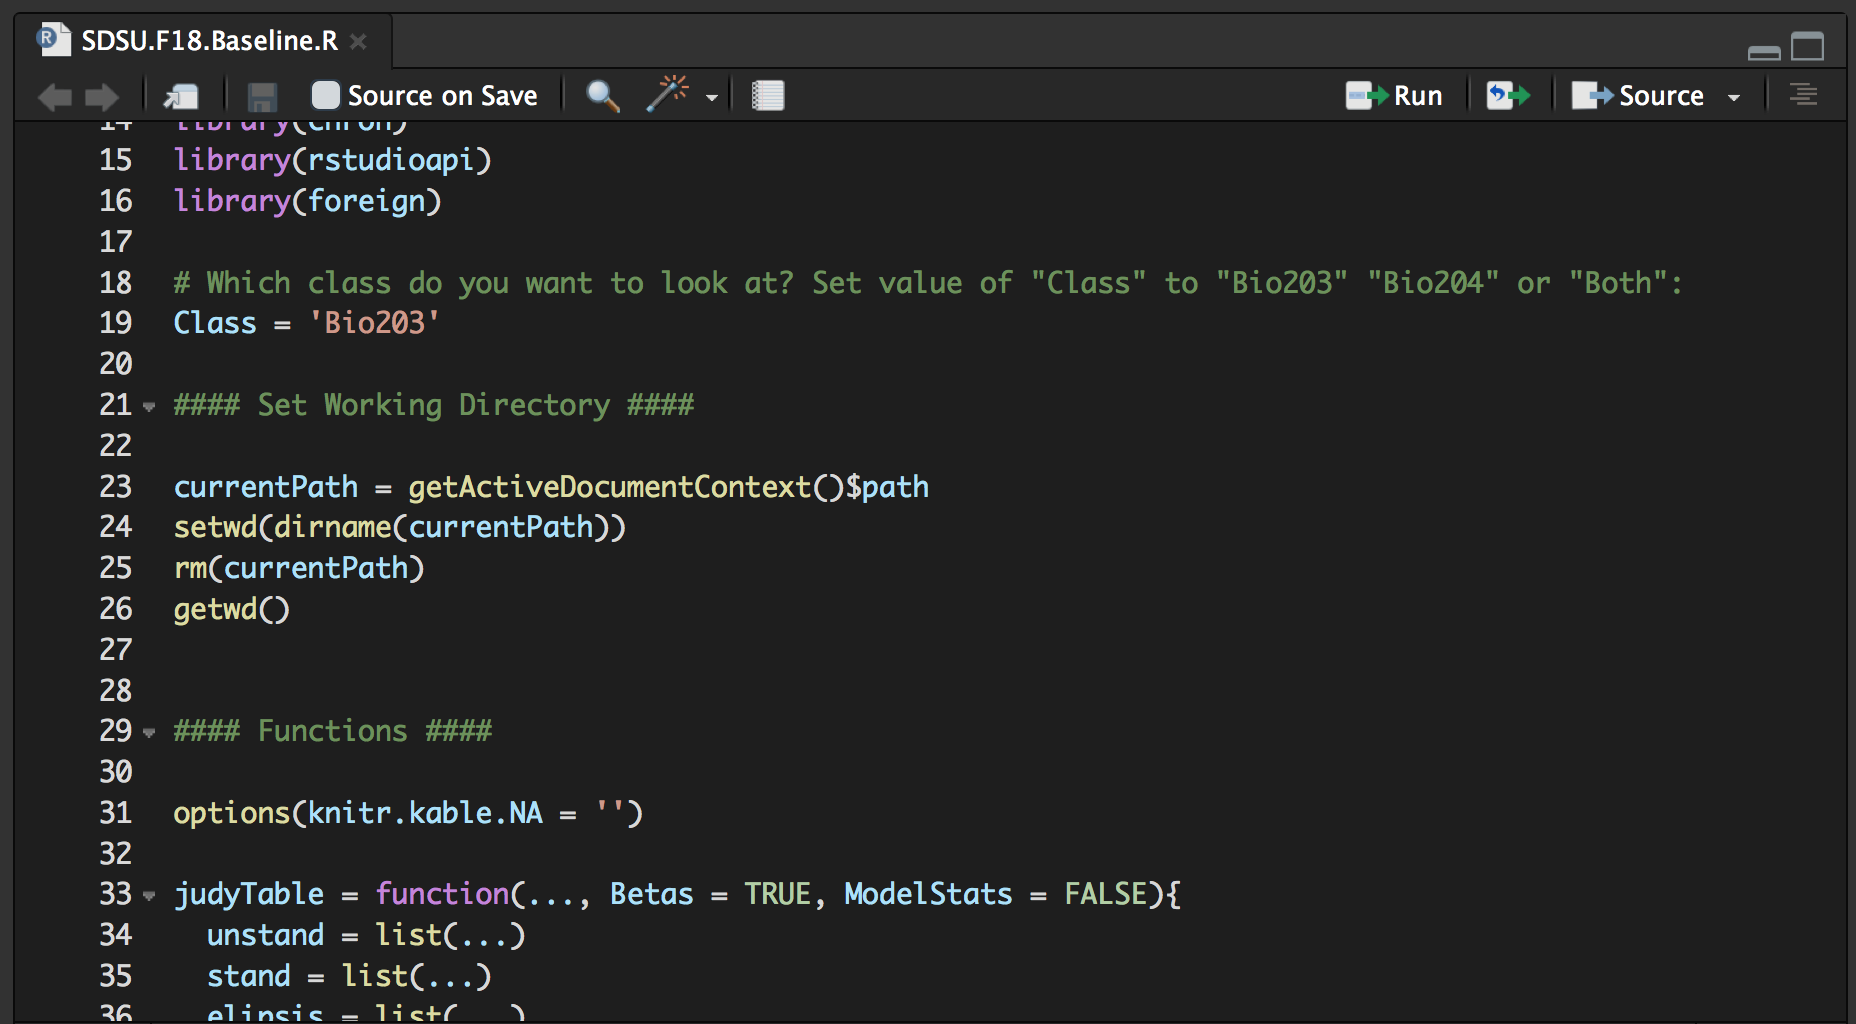 SDSU.F18.Baseline.R
Source on Save
Run
Source
14 library(chron)
15 library(rstudioapi)
16 library(foreign)
17
18 # Which class do you want to look at? Set value of "Class" to "Bio203" "Bio204" or "Both":
19 Class = 'Bio203'
20
21 #### Set Working Directory ####
22
23 currentPath = getActiveDocumentContext()$path
24 setwd(dirname(currentPath))
25 rm(currentPath)
26 getwd()
27
28
29 #### Functions ####
30
31 options(knitr.kable.NA = '')
32
33 judyTable = function(..., Betas = TRUE, ModelStats = FALSE){
34 unstand = list(...)
35 stand = list(...)
36 elipsis = list(...)